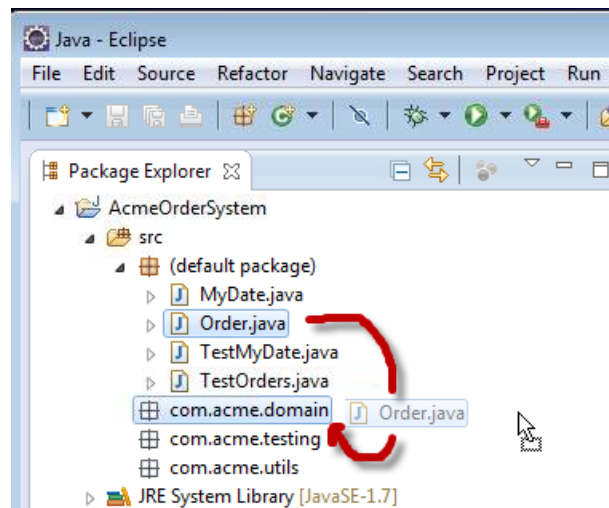 Java - Eclipse
File Edit Source Refactor Navigate Search Project Run
Package Explorer
AcmeOrderSystem
src
(default package)
MyDate.java
Order.java
TestMyDate.java
TestOrders.java
com.acme.domain Order.java
com.acme.testing
com.acme.utils
JRE System Library [JavaSE-1.7]